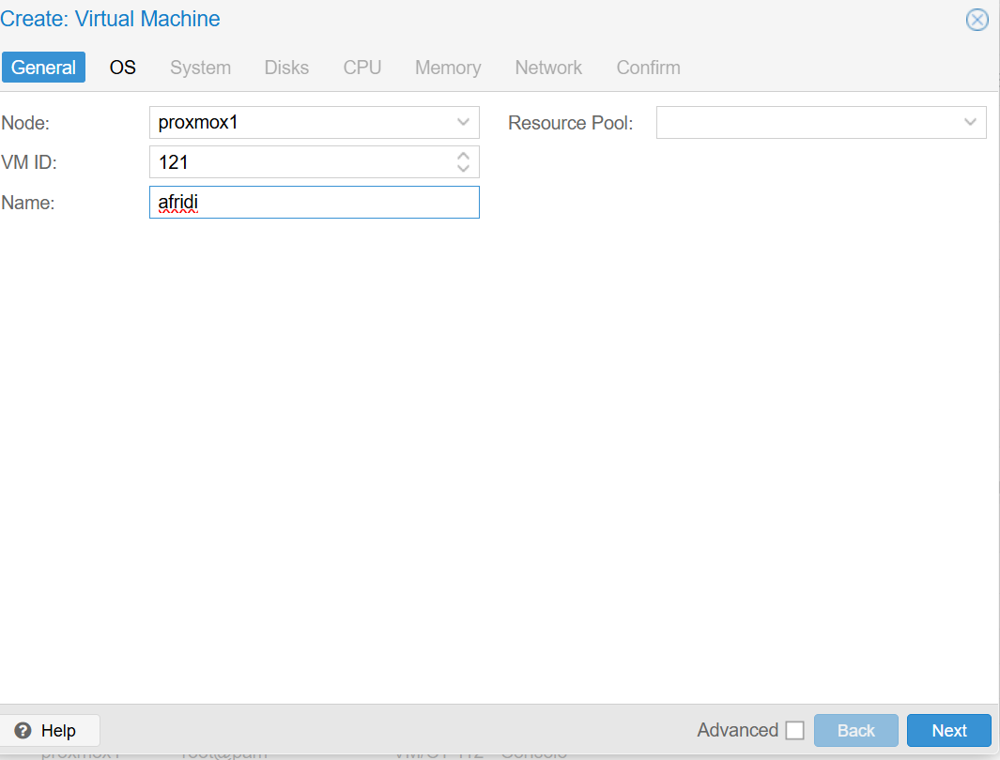 Create: Virtual Machine
General OS System Disks CPU Memory Network Confirm
Node: proxmox1 Resource Pool:
VM ID: 121
Name: afridi
Help Advanced Back Next